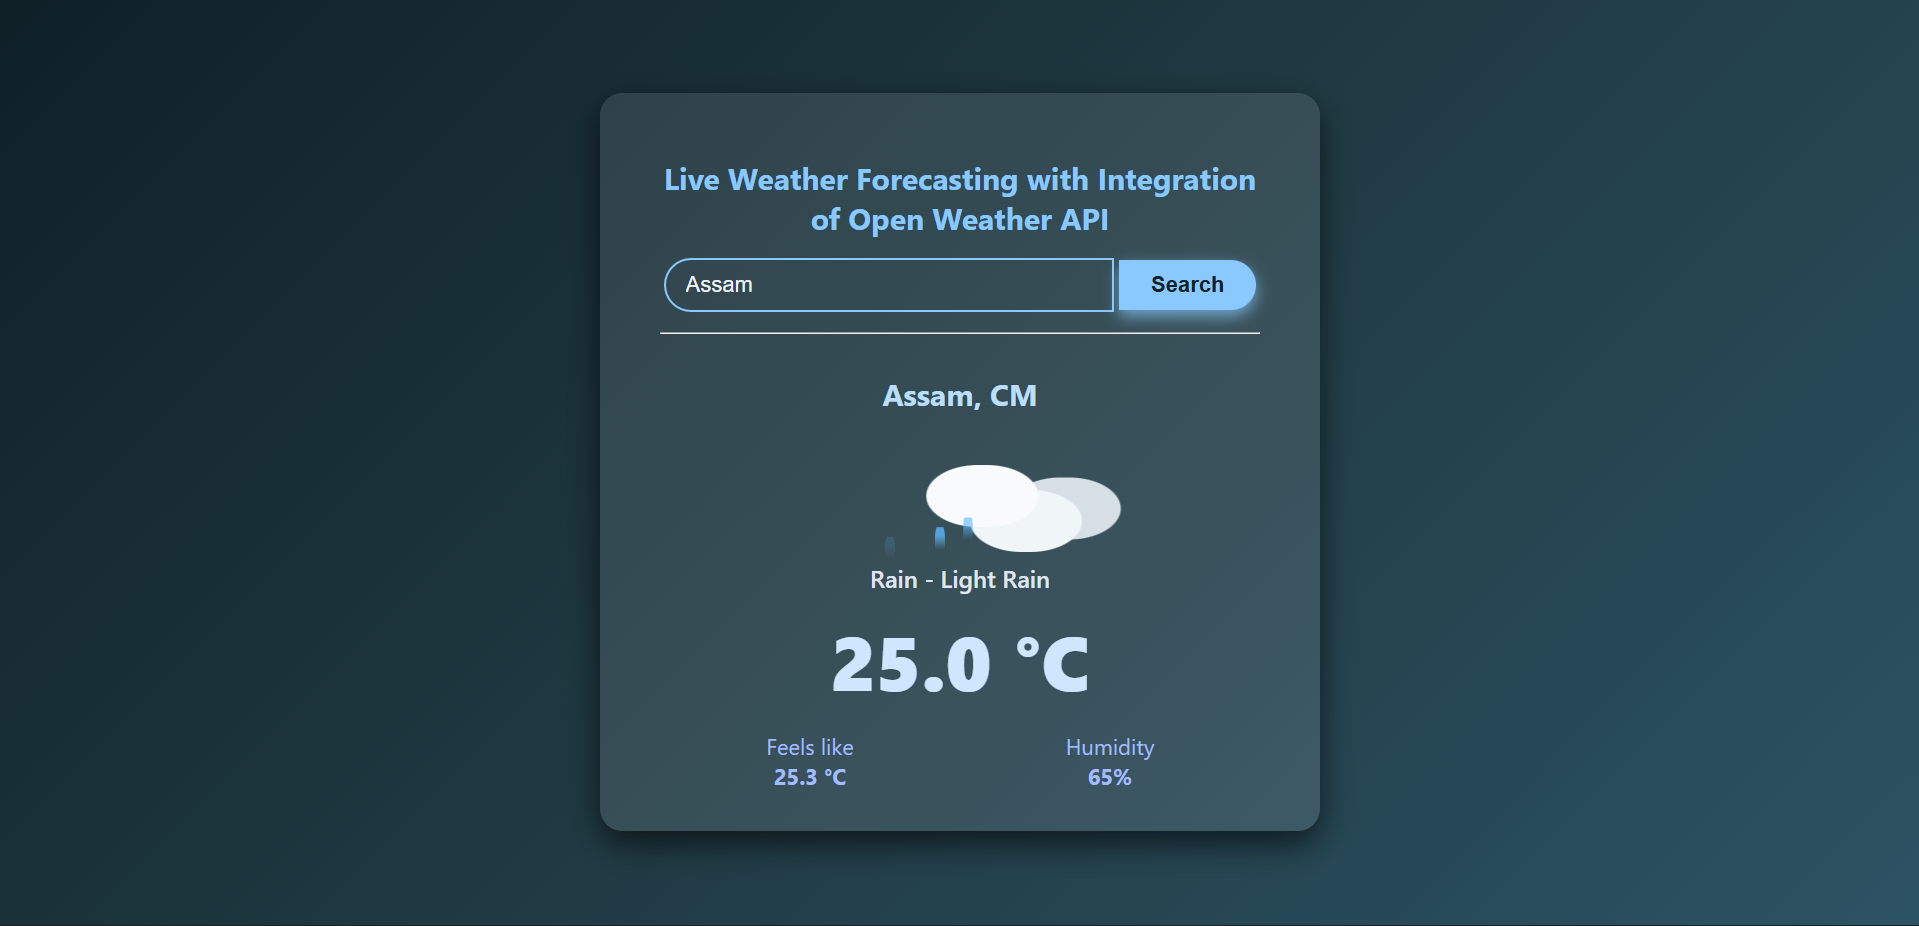 Live Weather Forecasting with Integration
of Open Weather API
Assam
Search
Assam, CM
Rain - Light Rain
25.0 °C
Feels like
25.3 °C
Humidity
65%